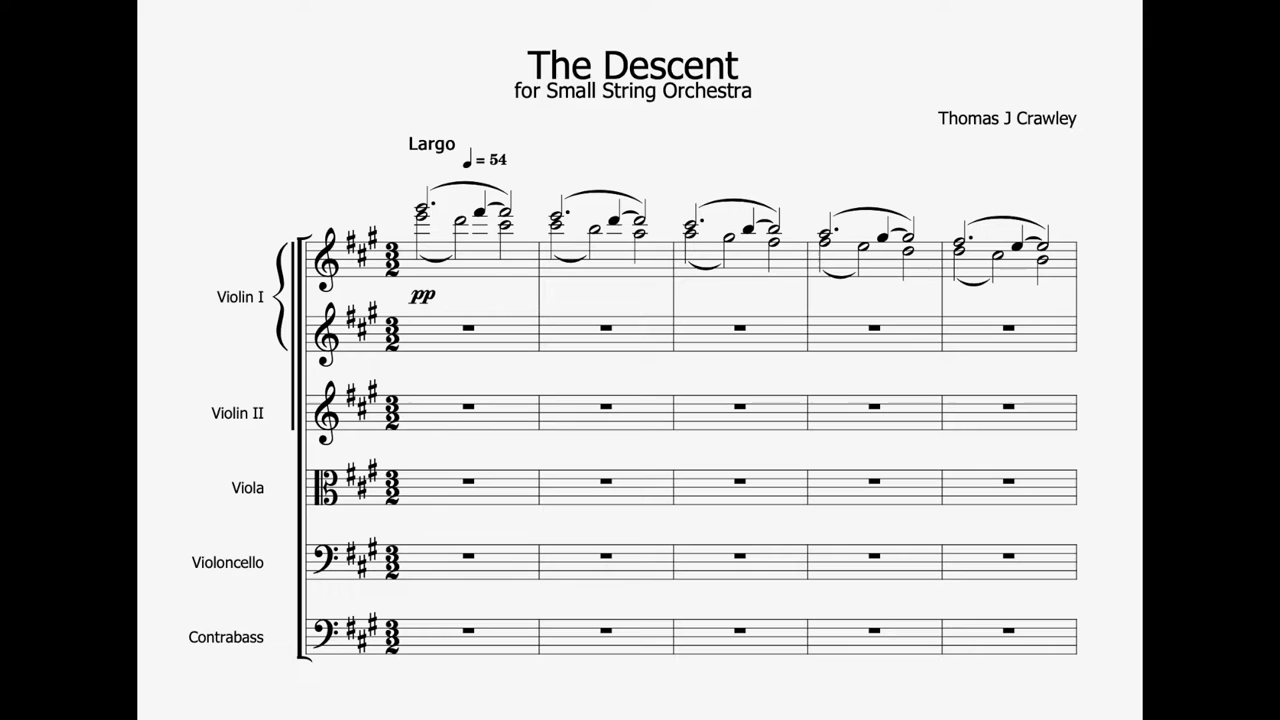 The Descent
for Small String Orchestra
Thomas J Crawley
Largo
= 54
Violin I
pp
Violin II
Viola
Violoncello
Contrabass